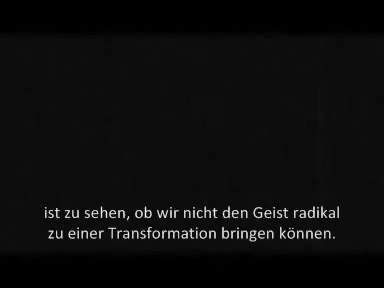 ist zu sehen, ob wir nicht den Geist radikal
zu einer Transformation bringen können.